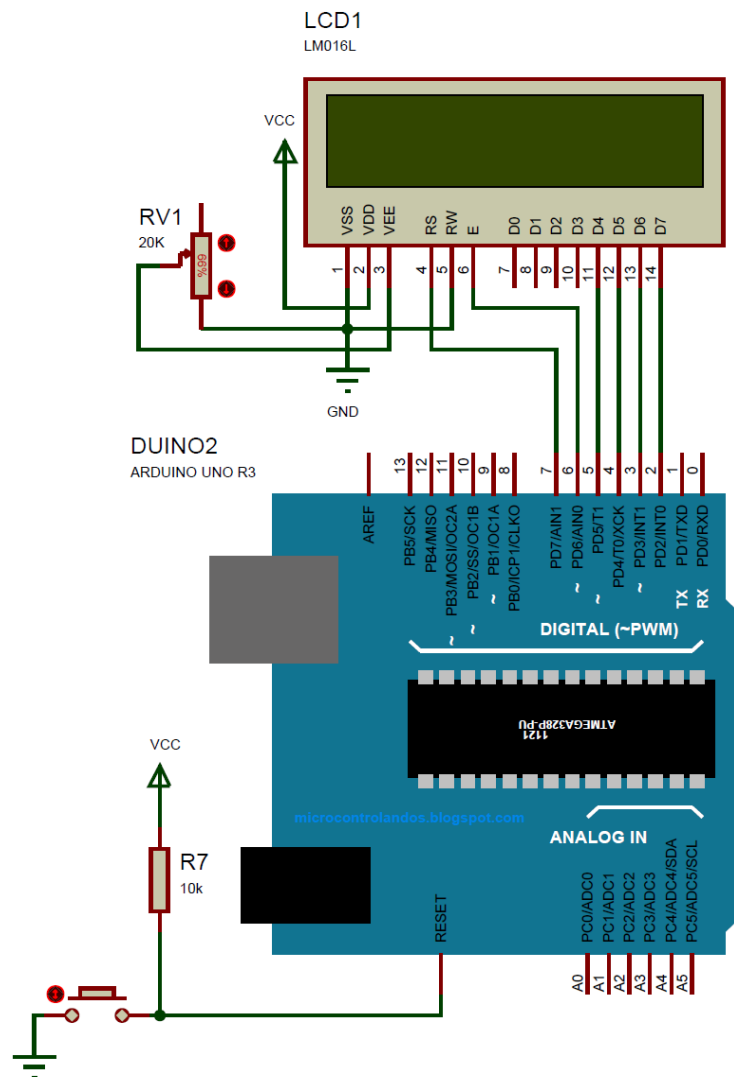 LCD1
LM016L
VCC
RV1
20K
%66
VSS
VDD
VEE
RS
RW
E
D0
D1
D2
D3
D4
D5
D6
D7
1
2
3
4
5
6
7
8
9
10
11
12
13
14
GND
DUINO2
ARDUINO UNO R3
13
12
11
10
9
8
7
6
5
4
3
2
1
0
AREF
PB5/SCK
PB4/MISO
PB3/MOSI/OC2A
~
PB2/SS/OC1B
~
PB1/OC1A
~
PB0/ICP1/CLKO
PD7/AIN1
PD6/AIN0
~
PD5/T1
~
PD4/T0/XCK
PD3/INT1
~
PD2/INT0
PD1/TXD
TX
PD0/RXD
RX
DIGITAL (~PWM)
ATMEGA328P-PU
1121
microcontrolandos.blogspot.com
ANALOG IN
VCC
R7
10k
RESET
PC0/ADC0
PC1/ADC1
PC2/ADC2
PC3/ADC3
PC4/ADC4/SDA
PC5/ADC5/SCL
A0
A1
A2
A3
A4
A5